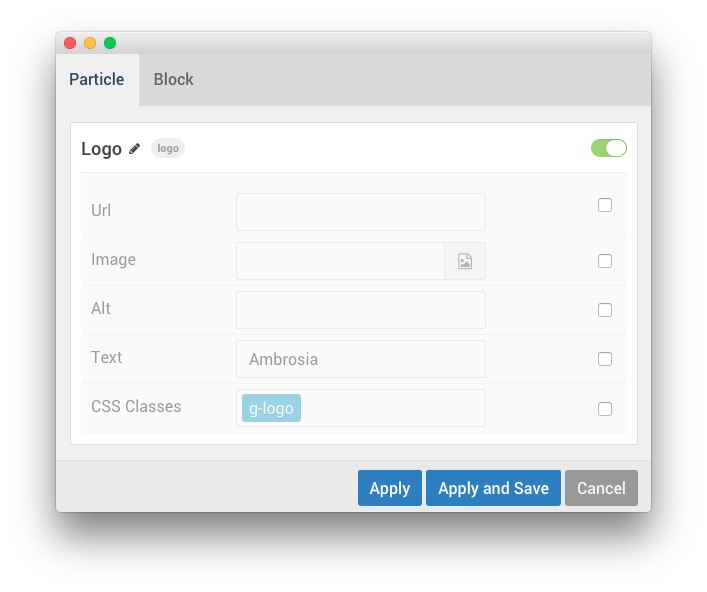 Particle Block
Logo logo
Url
Image
Alt
Text Ambrosia
CSS Classes g-logo
Apply Apply and Save Cancel